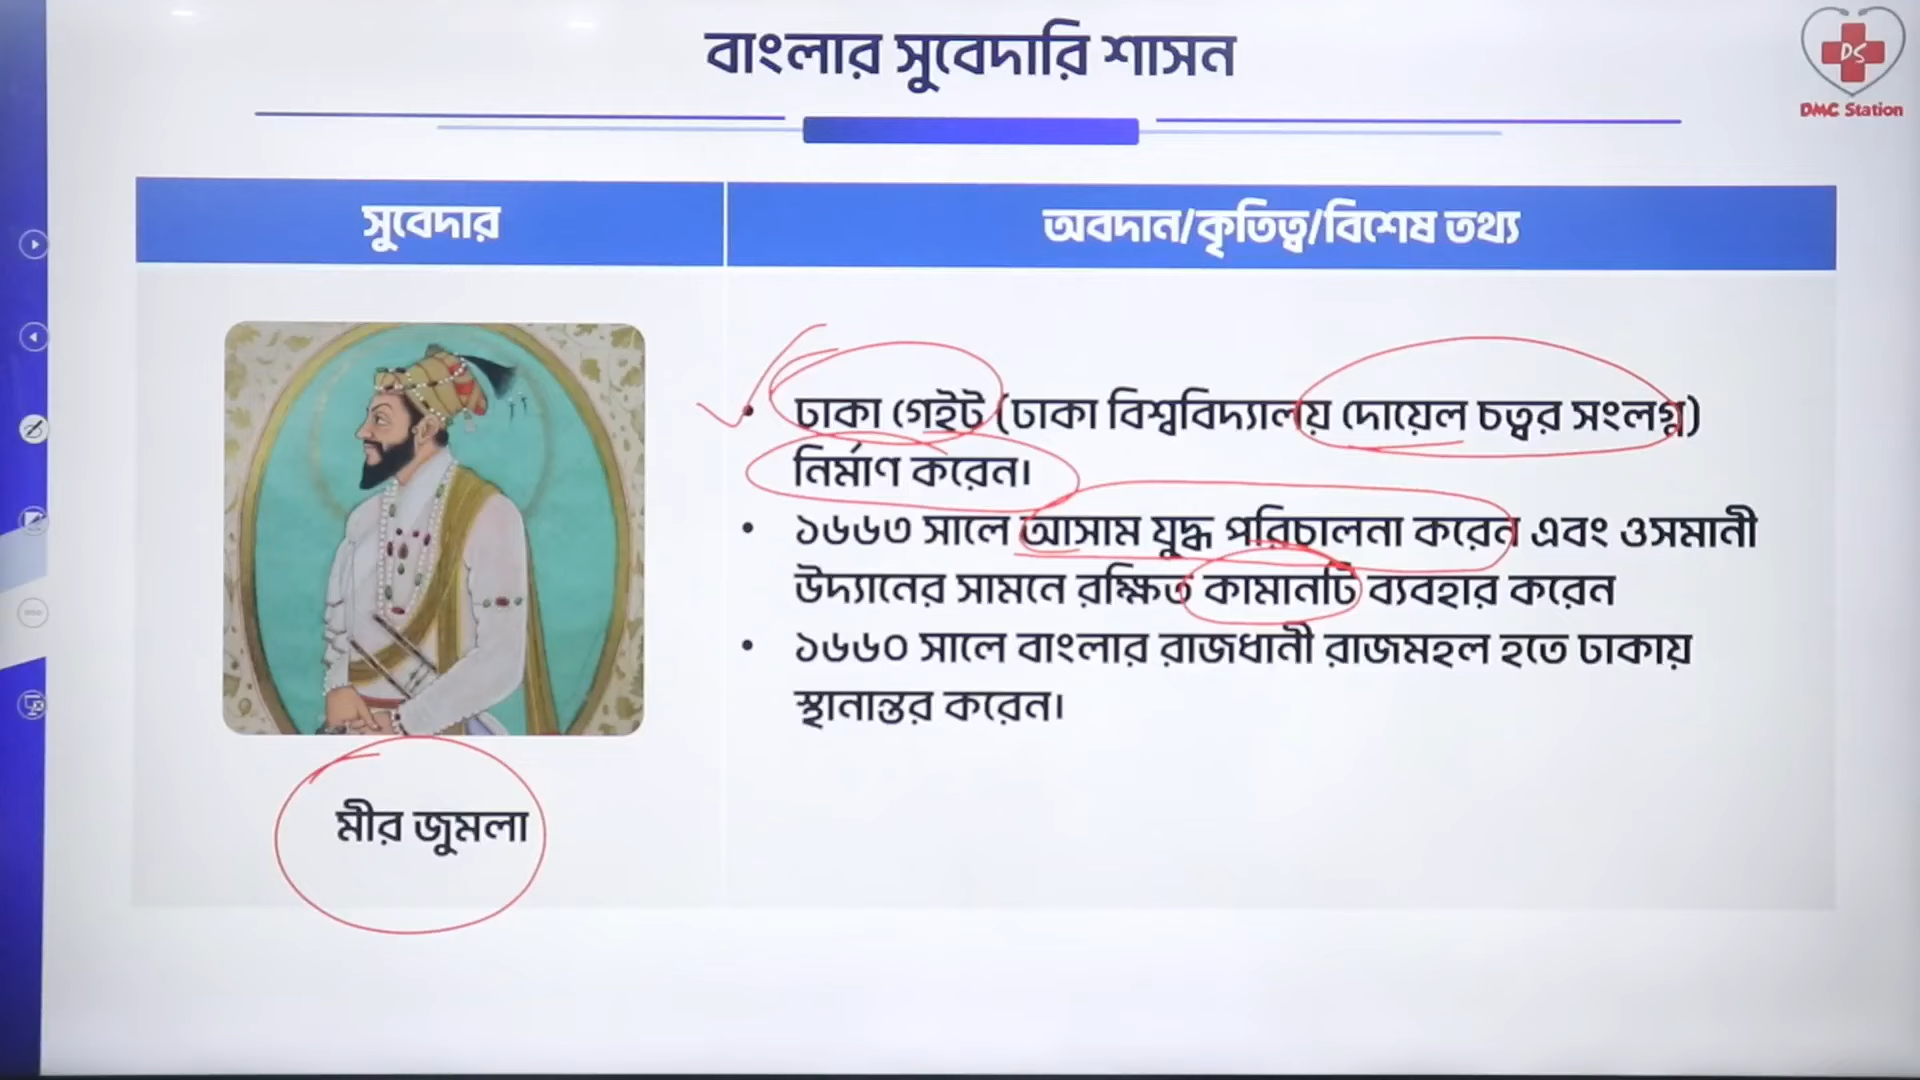 বাংলার সুবেদারি শাসন
DS
DMC Station
সুবেদার
অবদান/কৃতিত্ব/বিশেষ তথ্য
• ঢাকা গেইট (ঢাকা বিশ্ববিদ্যালয় দোয়েল চত্বর সংলগ্ন)
নির্মাণ করেন।
• ১৬৬৩ সালে আসাম যুদ্ধ পরিচালনা করেন এবং ওসমানী
উদ্যানের সামনে রক্ষিত কামানটি ব্যবহার করেন
• ১৬৬০ সালে বাংলার রাজধানী রাজমহল হতে ঢাকায়
স্থানান্তর করেন।
মীর জুমলা